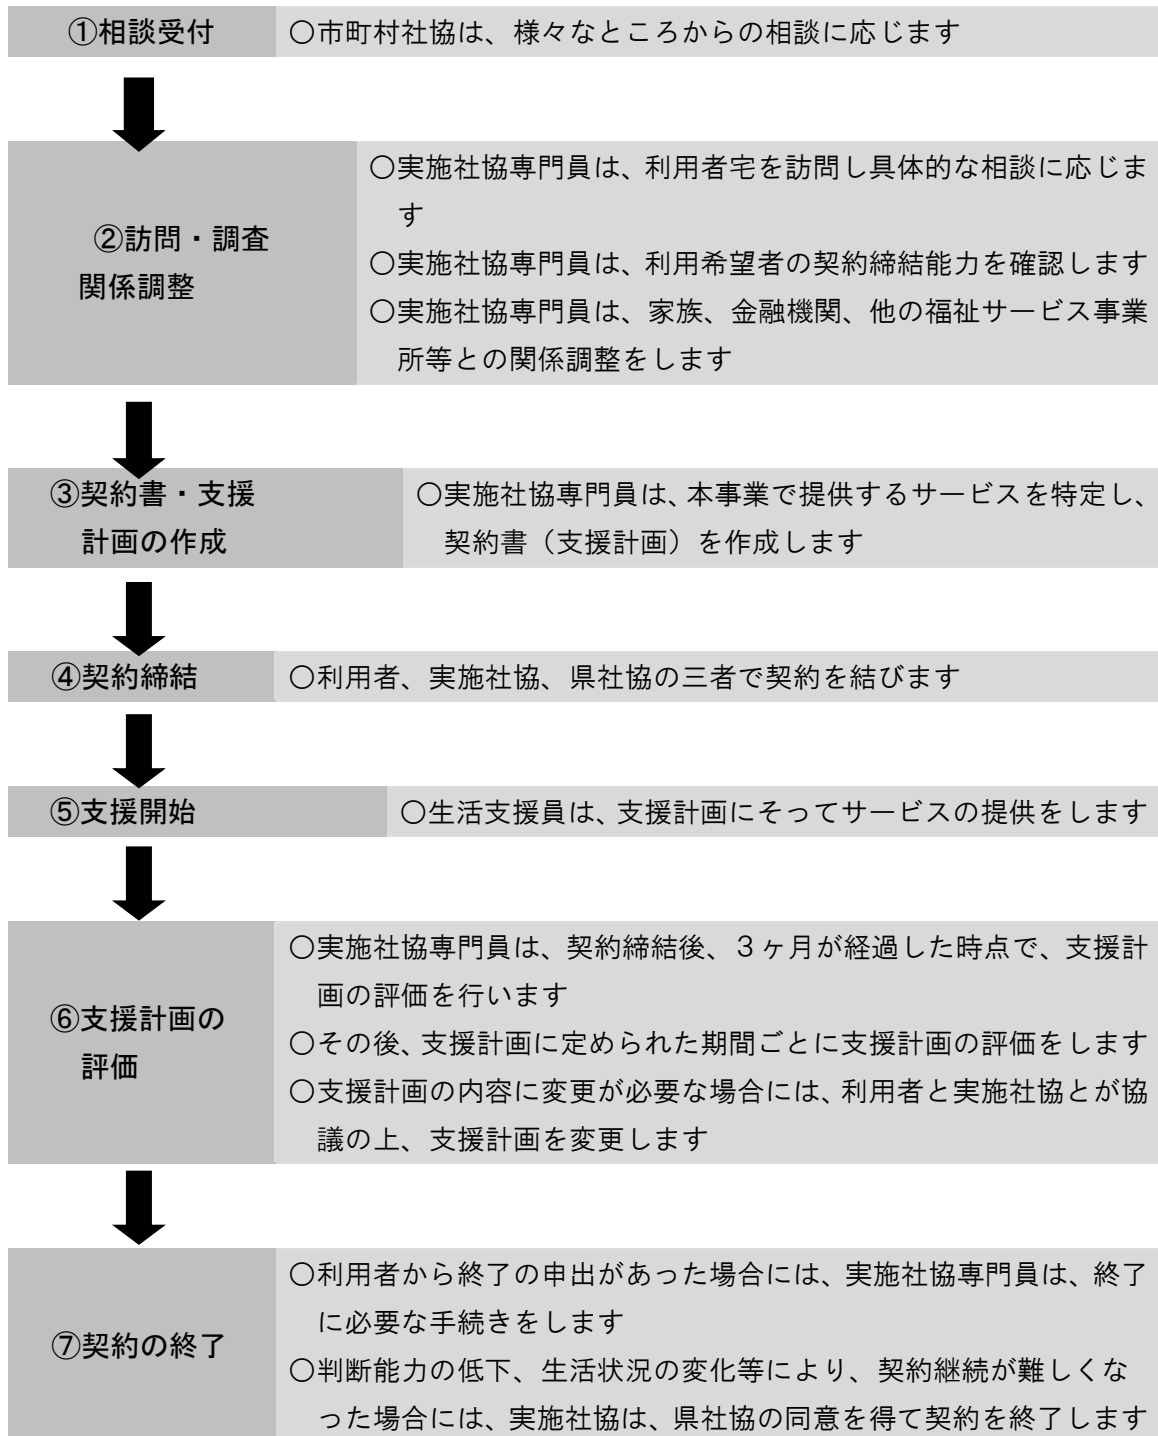 ①相談受付
〇市町村社協は、様々なところからの相談に応じます
②訪問・調査
関係調整
〇実施社協専門員は、利用者宅を訪問し具体的な相談に応じま
す
〇実施社協専門員は、利用希望者の契約締結能力を確認します
〇実施社協専門員は、家族、金融機関、他の福祉サービス事業
所等との関係調整をします
③契約書・支援
計画の作成
〇実施社協専門員は、本事業で提供するサービスを特定し、
契約書（支援計画）を作成します
④契約締結
〇利用者、実施社協、県社協の三者で契約を結びます
⑤支援開始
〇生活支援員は、支援計画にそってサービスの提供をします
⑥支援計画の
評価
〇実施社協専門員は、契約締結後、３ヶ月が経過した時点で、支援計
画の評価を行います
〇その後、支援計画に定められた期間ごとに支援計画の評価をします
〇支援計画の内容に変更が必要な場合には、利用者と実施社協とが協
議の上、支援計画を変更します
⑦契約の終了
〇利用者から終了の申出があった場合には、実施社協専門員は、終了
に必要な手続きをします
〇判断能力の低下、生活状況の変化等により、契約継続が難しくな
った場合には、実施社協は、県社協の同意を得て契約を終了します